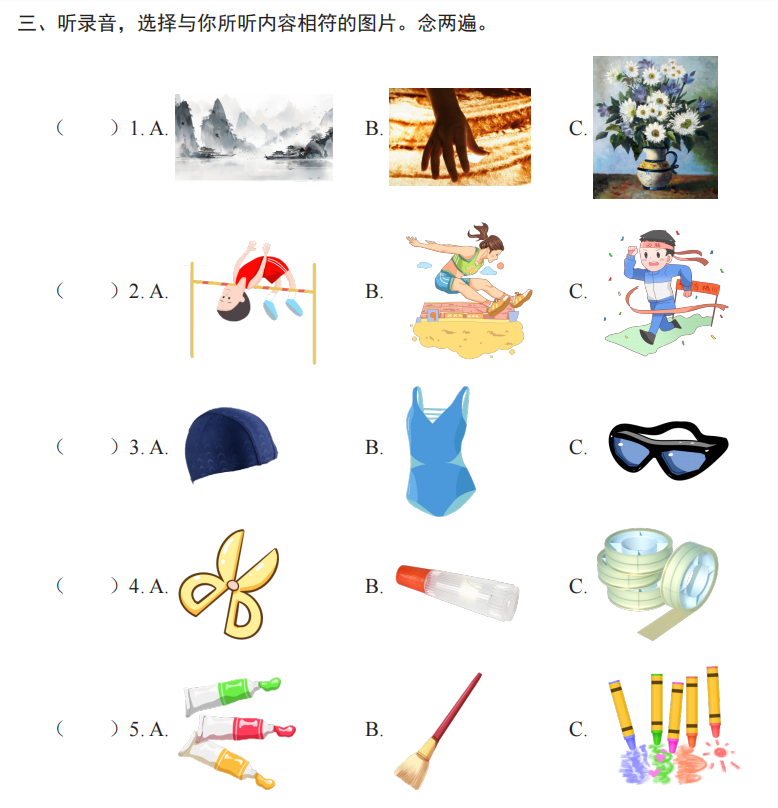 三、听录音，选择与你所听内容相符的图片。念两遍。
（　　）1. A. B. C.
（　　）2. A. B. C.
（　　）3. A. B. C.
（　　）4. A. B. C.
（　　）5. A. B. C.